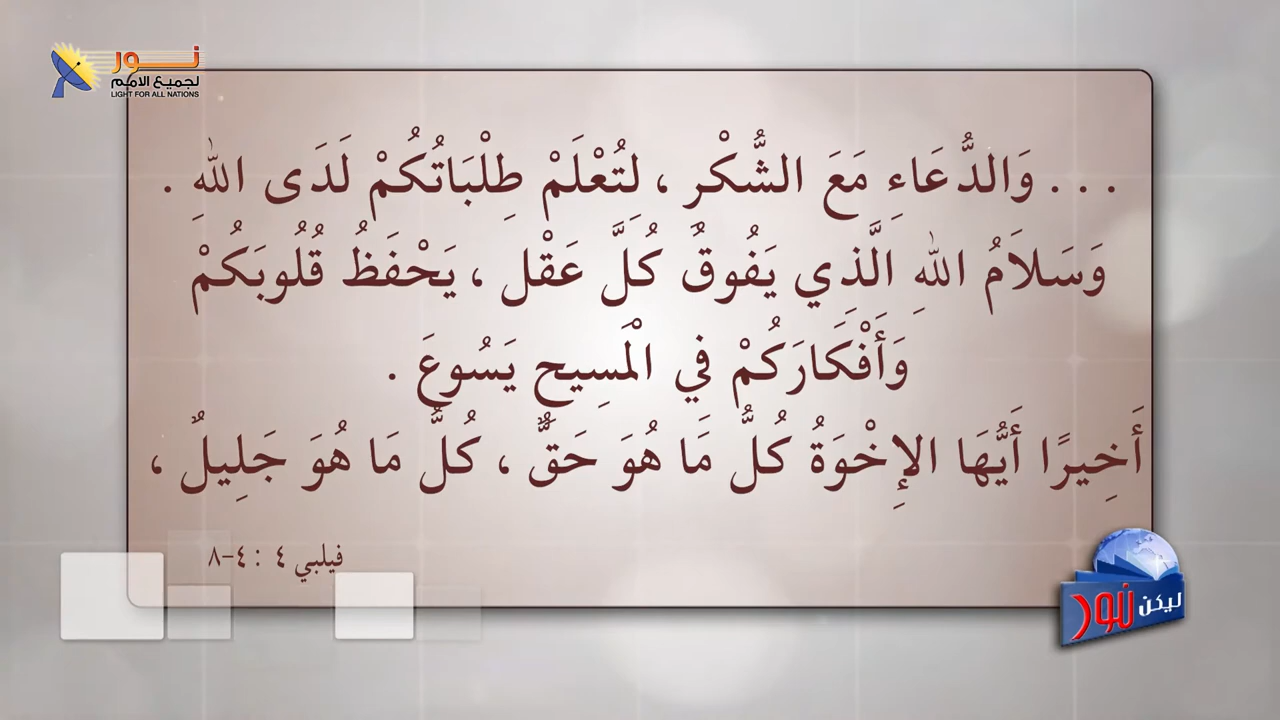 نور
لجميع الامم
LIGHT FOR ALL NATIONS
. . . وَالدُّعَاءِ مَعَ الشُّكْرِ ، لِتُعْلَمْ طِلْبَاتُكُمْ لَدَى اللهِ .
وَسَلاَمُ اللهِ الَّذِي يَفُوقُ كُلَّ عَقْل ، يَحْفَظُ قُلُوبَكُمْ
وَأَفْكَارَكُمْ فِي الْمَسِيحِ يَسُوعَ .
أَخِيرًا أَيُّهَا الإِخْوَةُ كُلُّ مَا هُوَ حَقٌّ ، كُلُّ مَا هُوَ جَلِيلٌ ،
فيلبي ٤ : ٤-٨
ليكن نور